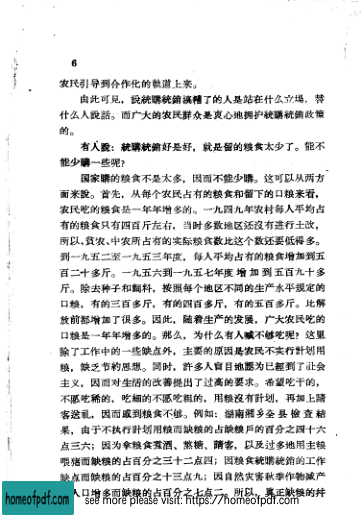 6
农民引导到合作化的軌道上来。
由此可見，說統購統銷搞糟了的人是站在什么立場，替
什么人說話。而广大的农民群众是衷心地拥护統購統銷政策
的。
有人說：統購統銷好是好，就是留的粮食太少了。能不
能少購一些呢？
国家購的粮食不是太多，因而不能少購。这可以从两方
面来說。首先，从每个农民占有的粮食和留下的口粮来看，
农民吃的粮食是一年年增多的。一九四九年农村每人平均占
有的粮食只有四百斤左右，当时多数地区还沒有进行土改，
所以，貧农、中农所占有的实际粮食数比这个数还要低得多。
到一九五二至一九五三年度，每人平均占有的粮食增加到五
百二十多斤。一九五六到一九五七年度增加到五百九十多
斤。除去种子和飼料，按照每个地区不同的生产水平規定的
口粮，有的三百多斤，有的四百多斤，有的五百多斤。比解
放前都增加了很多。因此，随着生产的发展，广大农民吃的
口粮是一年年增多的。那么，为什么有人喊不够吃呢？这里
除了工作中的一些缺点外，主要的原因是农民不实行計划用
粮，缺乏节約思想。同时，許多人盲目地認为已經到了社会
主义，因而对生活的改善提出了过高的要求。希望吃干的，
不愿吃稀的，吃細的不愿吃粗的，用粮沒有計划，再加上請
客送礼，因而感到粮食不够。例如：湖南湘乡全县檢查結
果，由于不执行計划用粮而缺粮的占缺粮戶的百分之四十六
点三六；因为拿粮食煮酒、熬糖、請客，以及过多地用主粮
喂猪而缺粮的占百分之三十二点四；因粮食統購統銷的工作
缺点而缺粮的占百分之十三点九；因自然灾害秋季作物减产
人口增多而缺粮的占百分之七点二。所以，真正缺粮的并
homeofpdf.com
see more please visit: https://homeofpdf.com